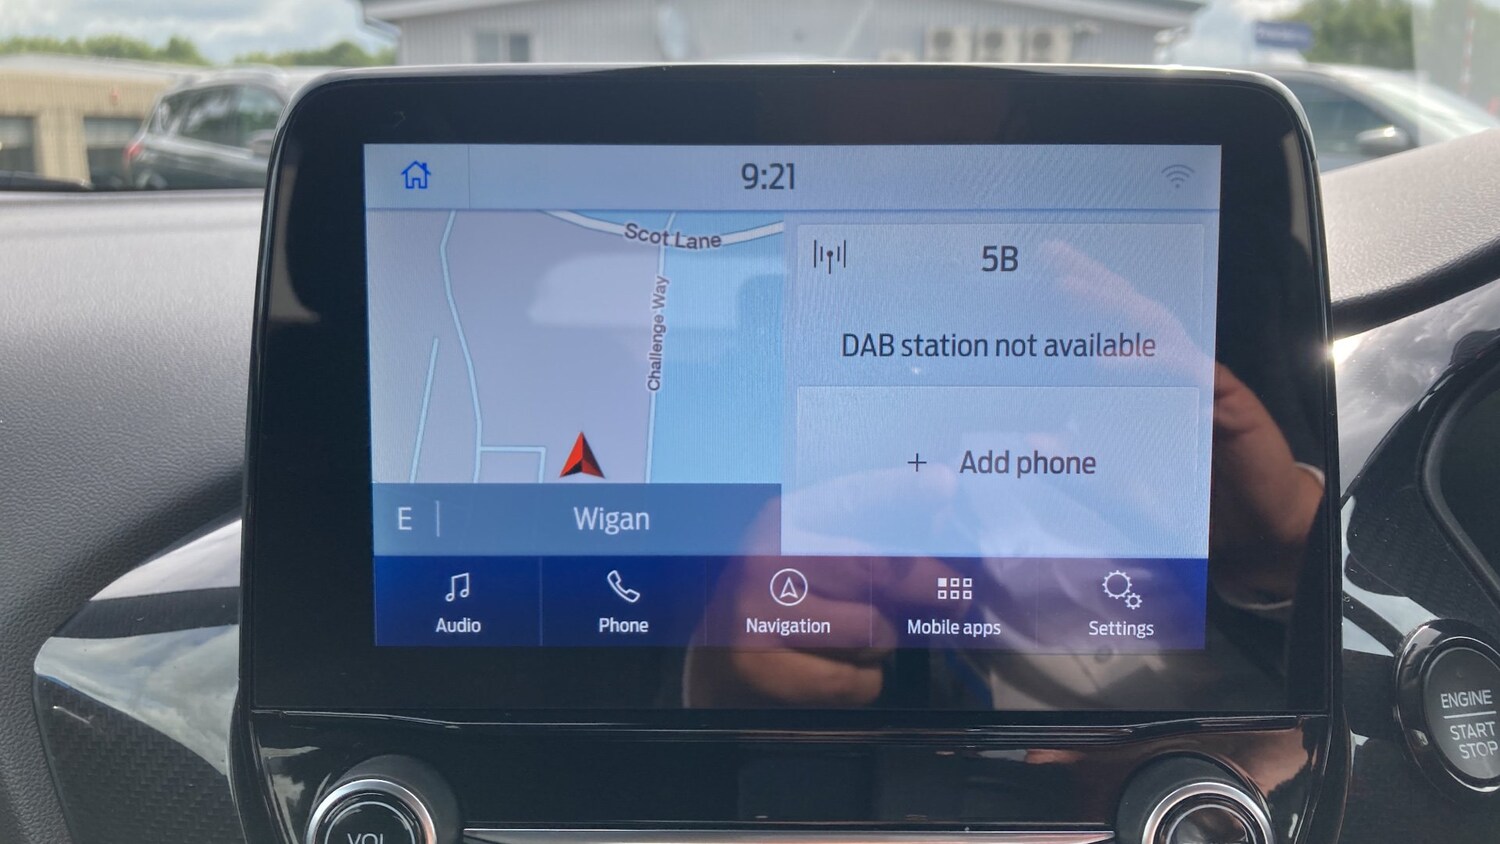 9:21
Scot Lane
Challenge Way
5B
DAB station not available
+ Add phone
E | Wigan
Audio
Phone
Navigation
Mobile apps
Settings
ENGINE
START
STOP
VOL